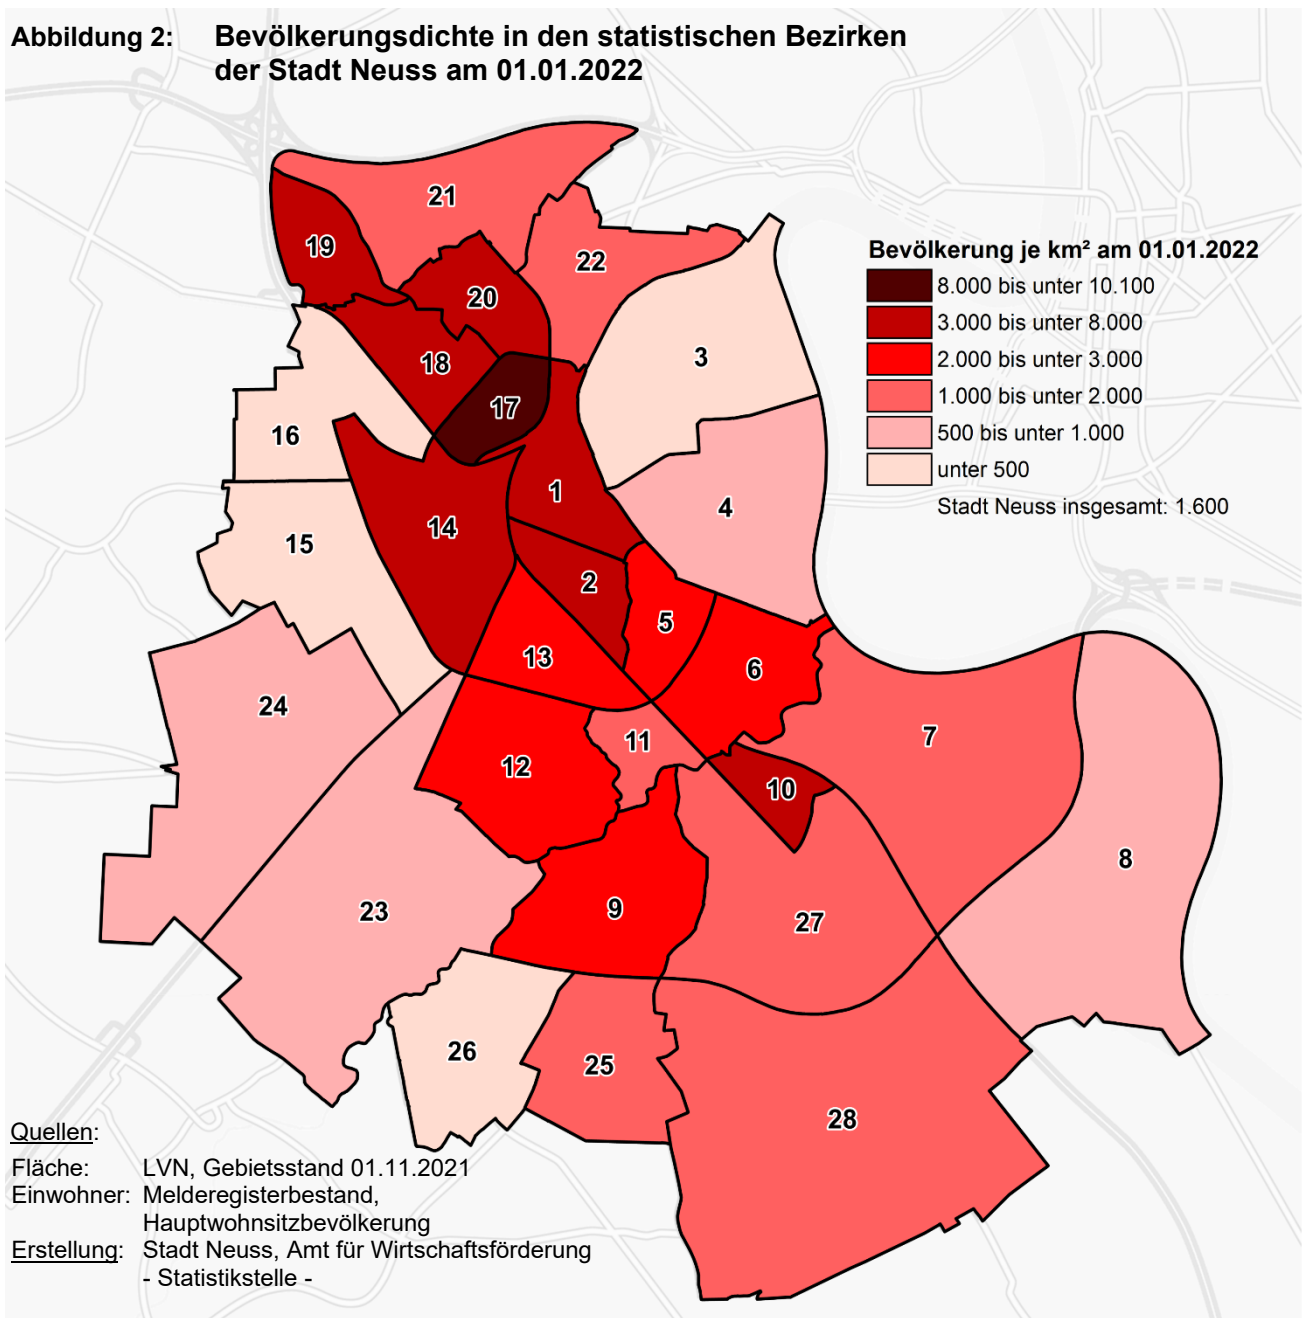 Abbildung 2: Bevölkerungsdichte in den statistischen Bezirken
der Stadt Neuss am 01.01.2022
21
19
22
20
3
18
17
16
1
4
14
15
2
5
13
6
24
11
7
12
10
8
9
23
27
26
25
28
Bevölkerung je km² am 01.01.2022
8.000 bis unter 10.100
3.000 bis unter 8.000
2.000 bis unter 3.000
1.000 bis unter 2.000
500 bis unter 1.000
unter 500
Stadt Neuss insgesamt: 1.600
Quellen:
Fläche: LVN, Gebietsstand 01.11.2021
Einwohner: Melderegisterbestand,
Hauptwohnsitzbevölkerung
Erstellung: Stadt Neuss, Amt für Wirtschaftsförderung
- Statistikstelle -